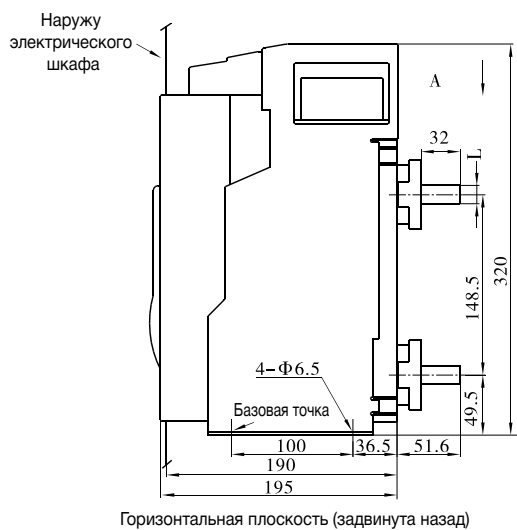 Наружу
электрического
шкафа
A
32
L
320
148.5
4-Ф6.5
49.5
Базовая точка
100
36.5
51.6
190
195
Горизонтальная плоскость (задвинута назад)